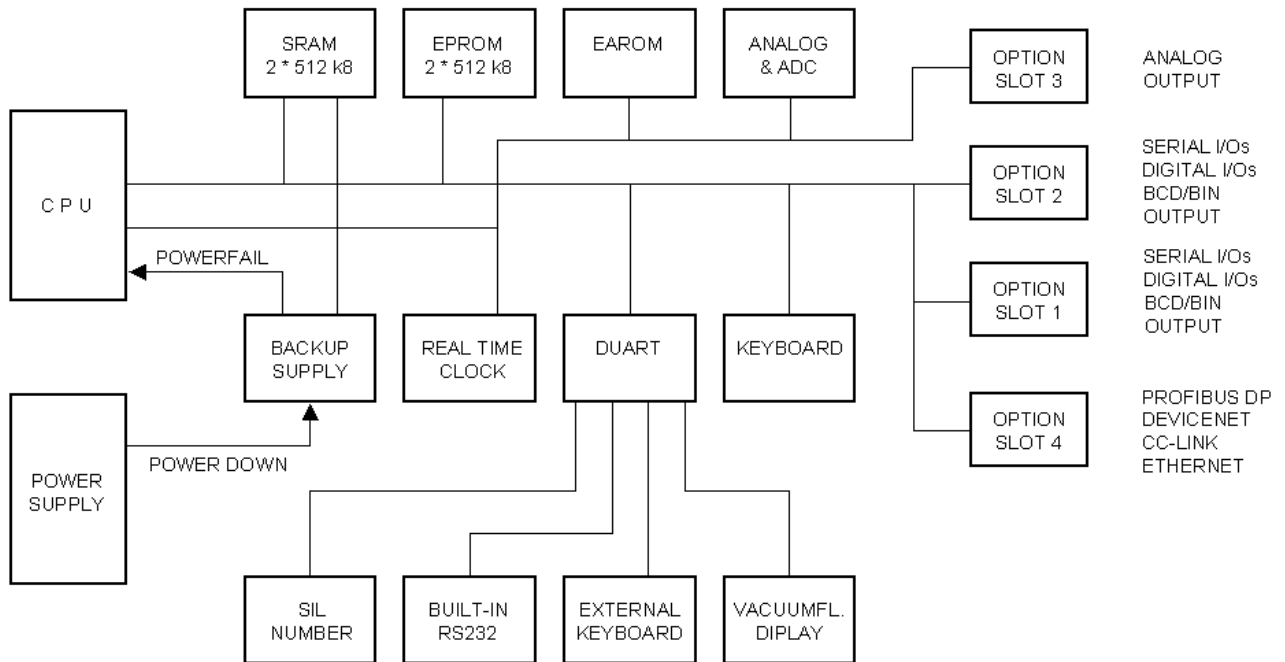 SRAM
2 * 512 k8
EPROM
2 * 512 k8
EAROM
ANALOG
& ADC
OPTION
SLOT 3
ANALOG
OUTPUT
C P U
OPTION
SLOT 2
SERIAL I/Os
DIGITAL I/Os
BCD/BIN
OUTPUT
POWERFAIL
OPTION
SLOT 1
SERIAL I/Os
DIGITAL I/Os
BCD/BIN
OUTPUT
BACKUP
SUPPLY
REAL TIME
CLOCK
DUART
KEYBOARD
OPTION
SLOT 4
PROFIBUS DP
DEVICENET
CC-LINK
ETHERNET
POWER DOWN
POWER
SUPPLY
SIL
NUMBER
BUILT-IN
RS232
EXTERNAL
KEYBOARD
VACUUMFL.
DIPLAY